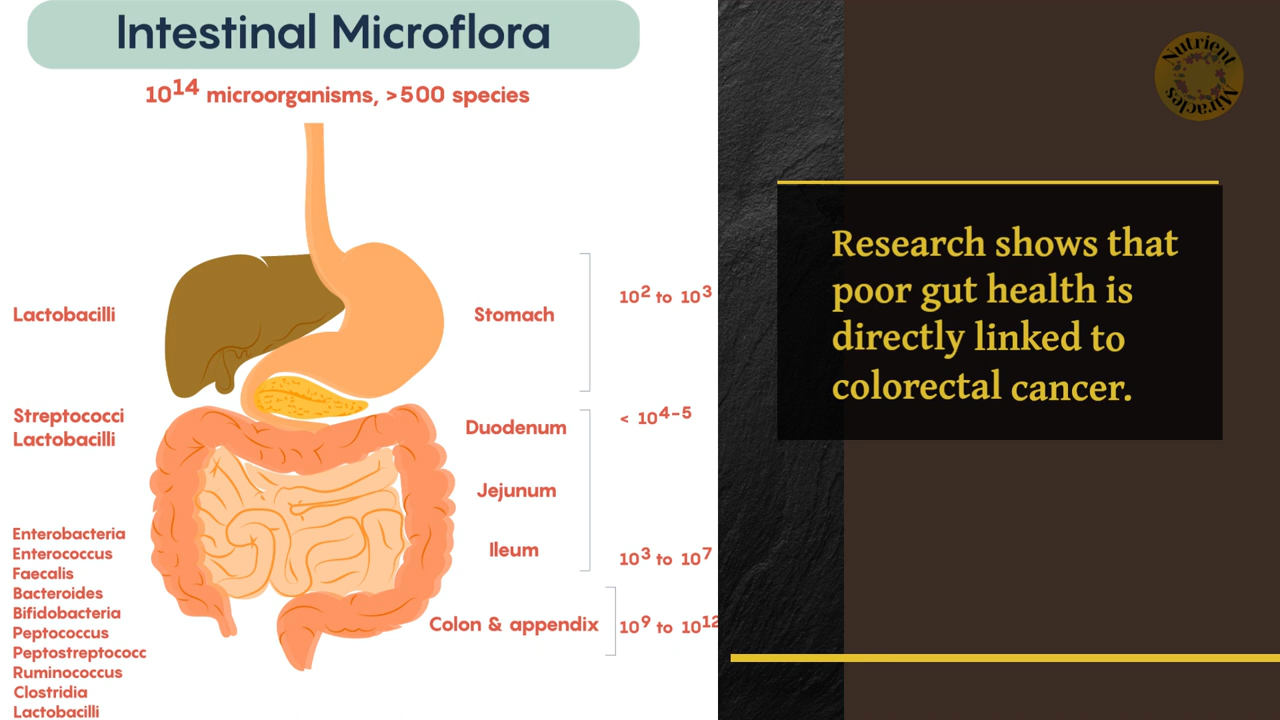 Intestinal Microflora
10¹⁴ microorganisms, >500 species
Lactobacilli
Stomach
10² to 10³
Streptococci
Lactobacilli
Duodenum
< 10⁴⁻⁵
Jejunum
Ileum
10³ to 10⁷
Enterobacteria
Enterococcus
Faecalis
Bacteroides
Bifidobacteria
Peptococcus
Peptostreptococc
Ruminococcus
Clostridia
Lactobacilli
Colon & appendix
10⁹ to 10¹²
Nutrient
Miracles
Research shows that
poor gut health is
directly linked to
colorectal cancer.